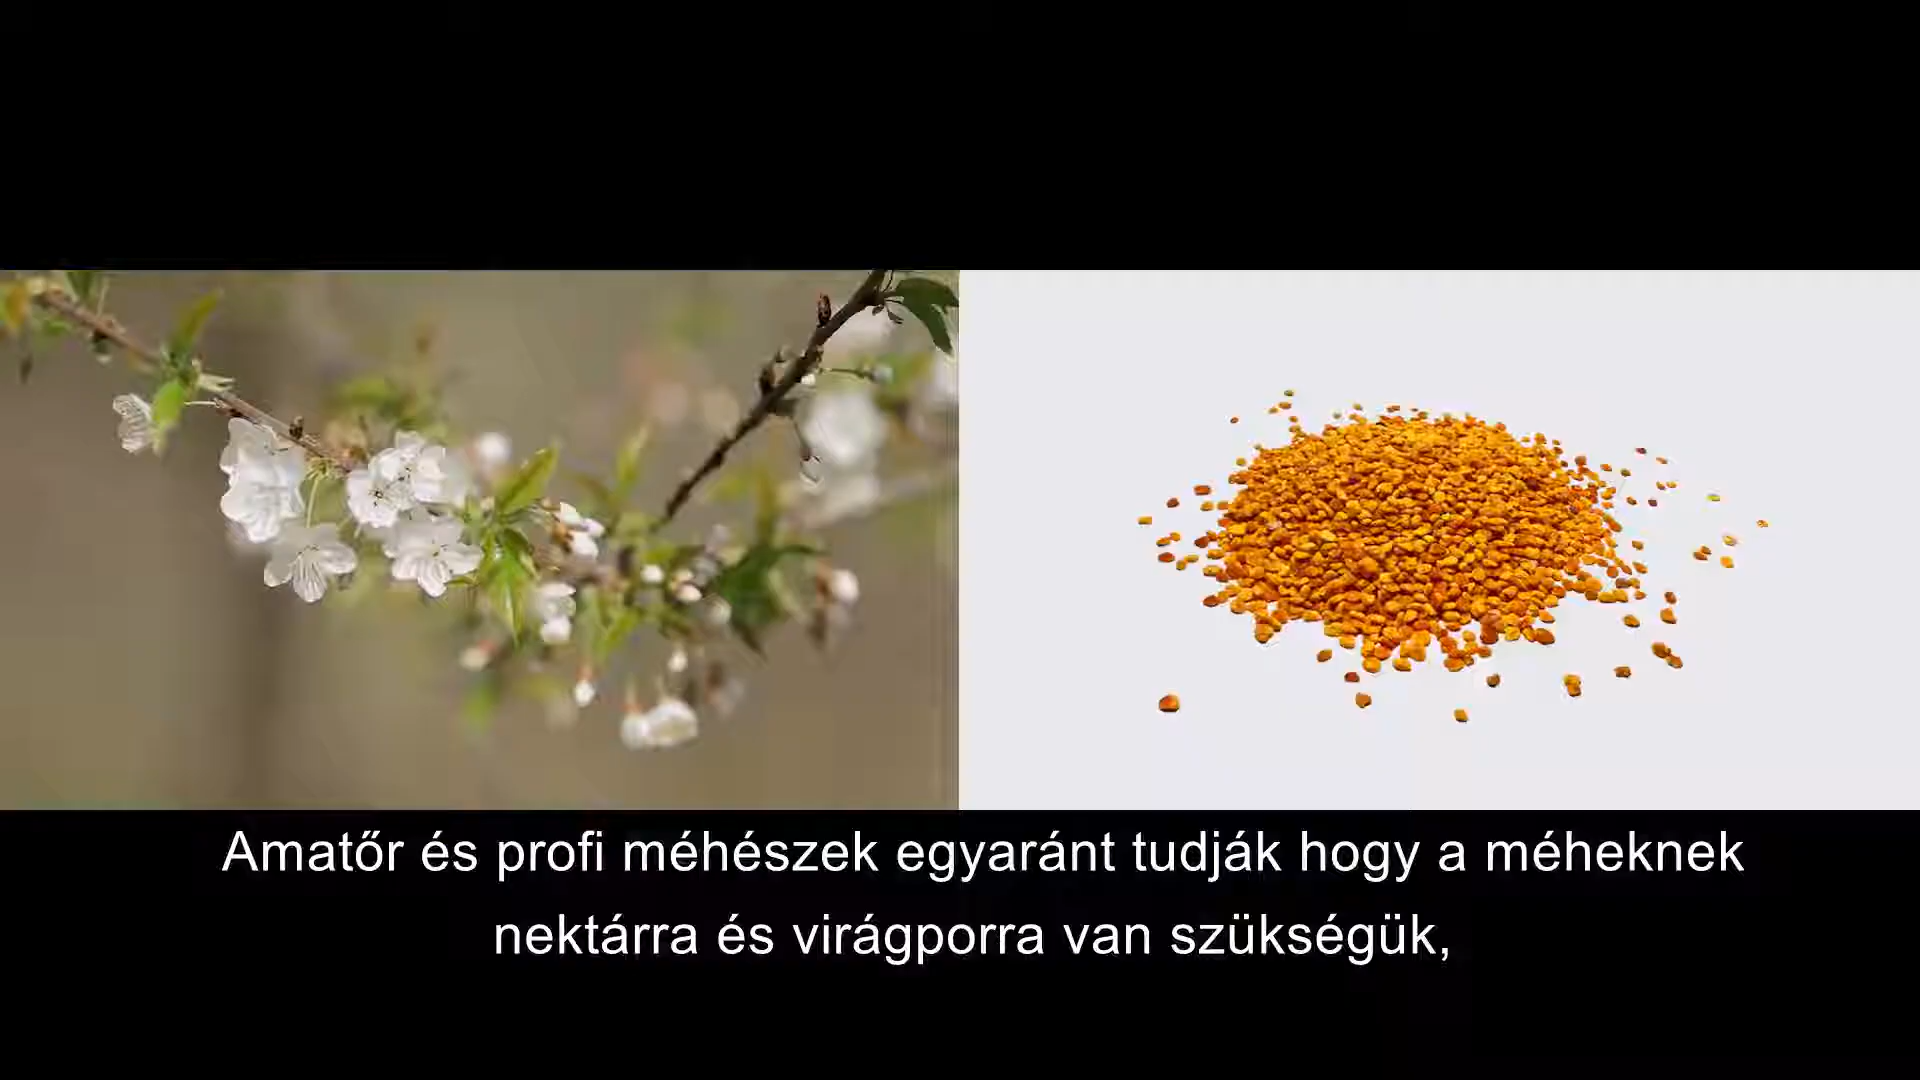 Amatőr és profi méhészek egyaránt tudják hogy a méheknek
nektárra és virágporra van szükségük,